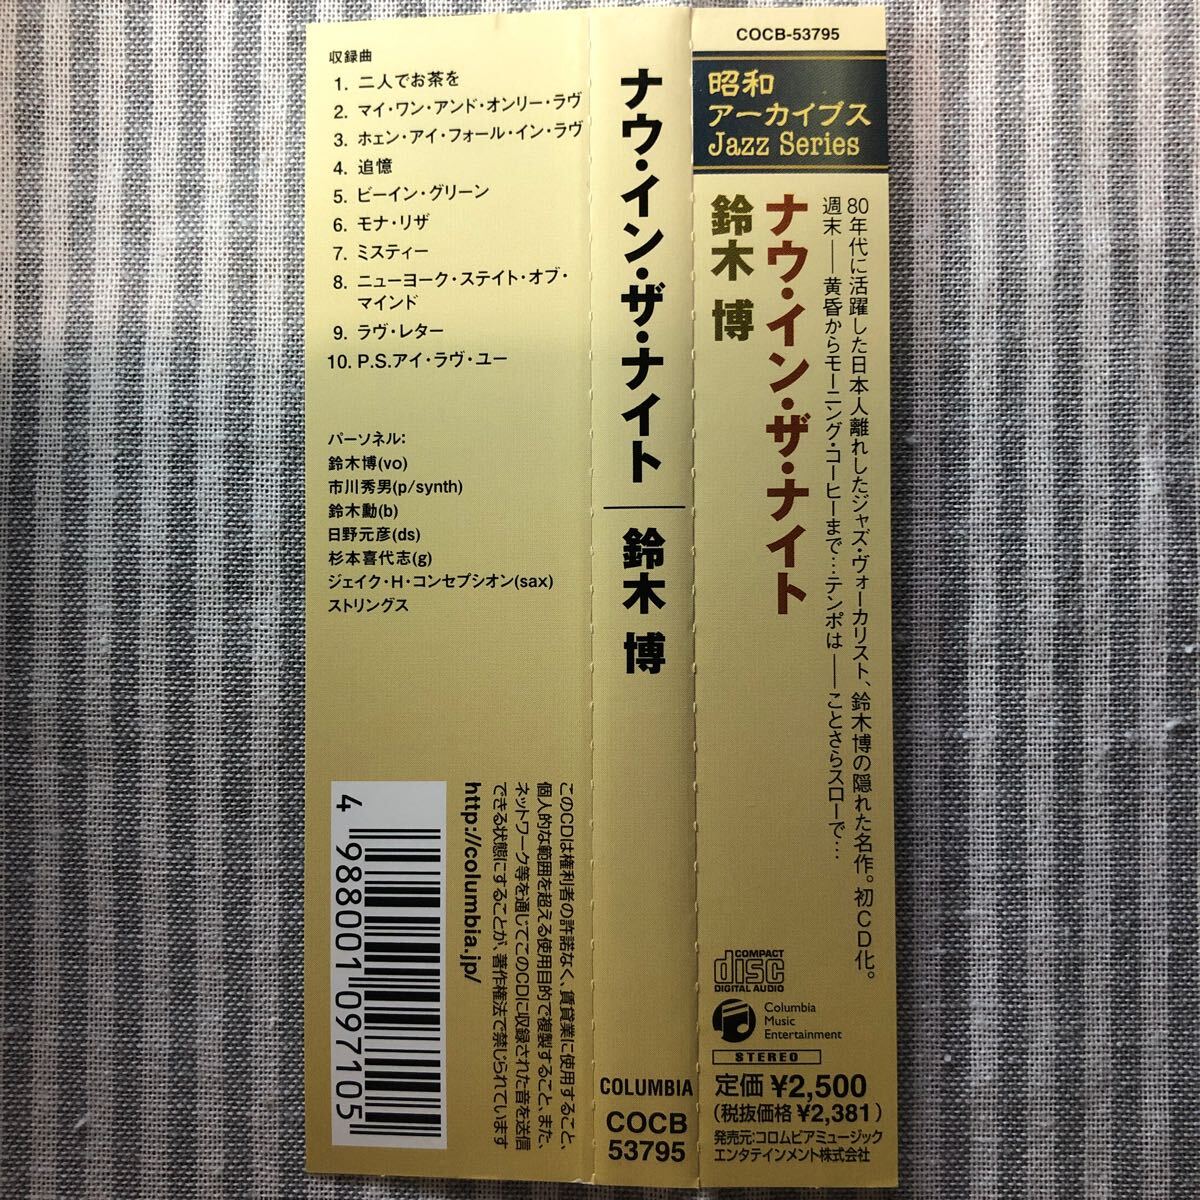 収録曲
1. 二人でお茶を
2. マイ・ワン・アンド・オンリー・ラヴ
3. ホェン・アイ・フォール・イン・ラヴ
4. 追憶
5. ビーイン・グリーン
6. モナ・リザ
7. ミスティー
8. ニューヨーク・ステイト・オブ・
マインド
9. ラヴ・レター
10. P.S.アイ・ラヴ・ユー
パーソネル:
鈴木博(vo)
市川秀男(p/synth)
鈴木勳(b)
日野元彦(ds)
杉本喜代志(g)
ジェイク・H・コンセプシオン(sax)
ストリングス
このCDは権利者の許諾なく、賃貸業に使用すること、
個人的な範囲を超える使用目的で複製すること、また、
ネットワーク等を通じてこのCDに収録された音を送信
できる状態にすることが、著作権法で禁じられています
http://columbia.jp/
4 988001 097105
ナウ・イン・ザ・ナイト
鈴木 博
COLUMBIA
COCB
53795
COCB-53795
昭和
アーカイブス
Jazz Series
ナウ・イン・ザ・ナイト
鈴木 博
80年代に活躍した日本人離れしたジャズ・ヴォーカリスト、鈴木博の隠れた名作。初CD化。
週末――黄昏からモーニング・コーヒーまで…テンポは――ことさらスローで…
COMPACT
disc
DIGITAL AUDIO
Columbia
Music
Entertainment
STEREO
定価 ¥2,500
(税抜価格 ¥2,381)
発売元:コロムビアミュージック
エンタテインメント株式会社